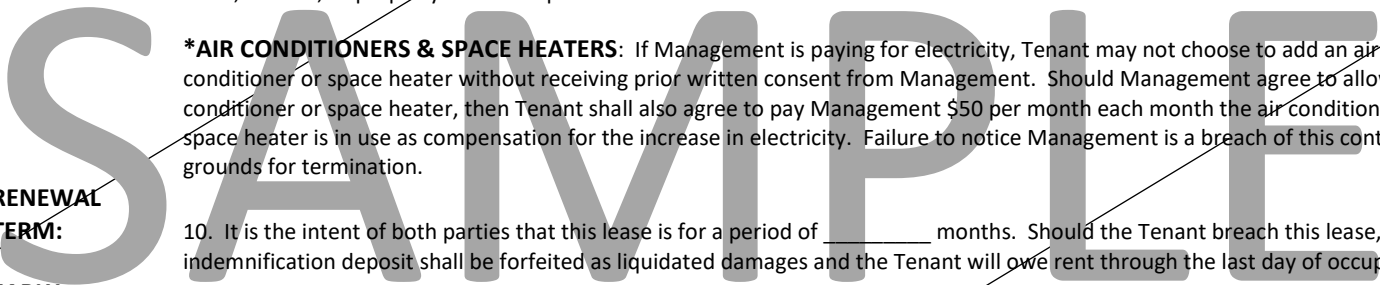 *AIR CONDITIONERS & SPACE HEATERS: If Management is paying for electricity, Tenant may not choose to add an air
conditioner or space heater without receiving prior written consent from Management. Should Management agree to allo
conditioner or space heater, then Tenant shall also agree to pay Management $50 per month each month the air condition
space heater is in use as compensation for the increase in electricity. Failure to notice Management is a breach of this cont
grounds for termination.
RENEWAL
TERM:
10. It is the intent of both parties that this lease is for a period of _________ months. Should the Tenant breach this lease,
indemnification deposit shall be forfeited as liquidated damages and the Tenant will owe rent through the last day of occup
SAMPLE